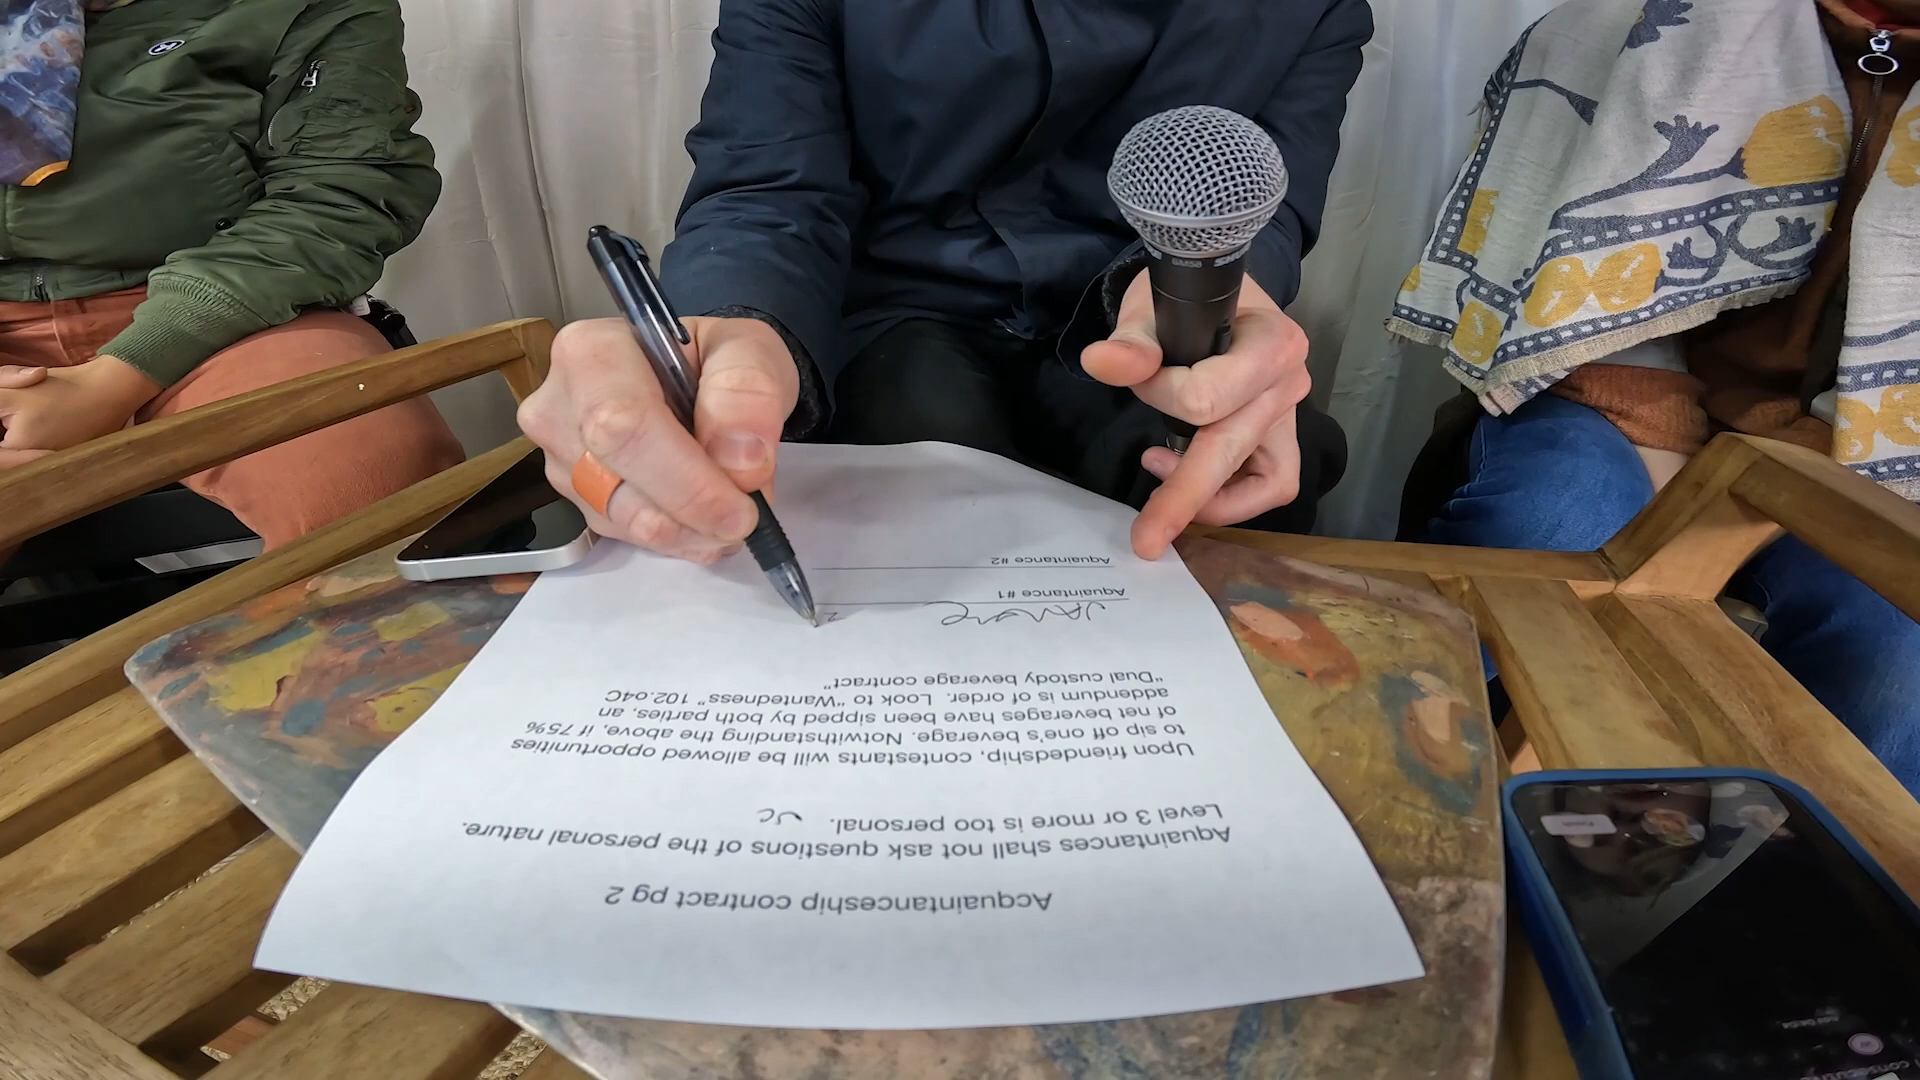 Acquaintanceship contract pg 2
Aquaintances shall not ask questions of the personal nature.
Level 3 or more is too personal. JC
Upon friendedship, contestants will be allowed opportunities
to sip off one's beverage. Notwithstanding the above, if 75%
of net beverages have been sipped by both parties, an
addendum is of order. Look to "Wantedness" 102.o4C
"Dual custody beverage contract"
Aquaintance #1
Aquaintance #2